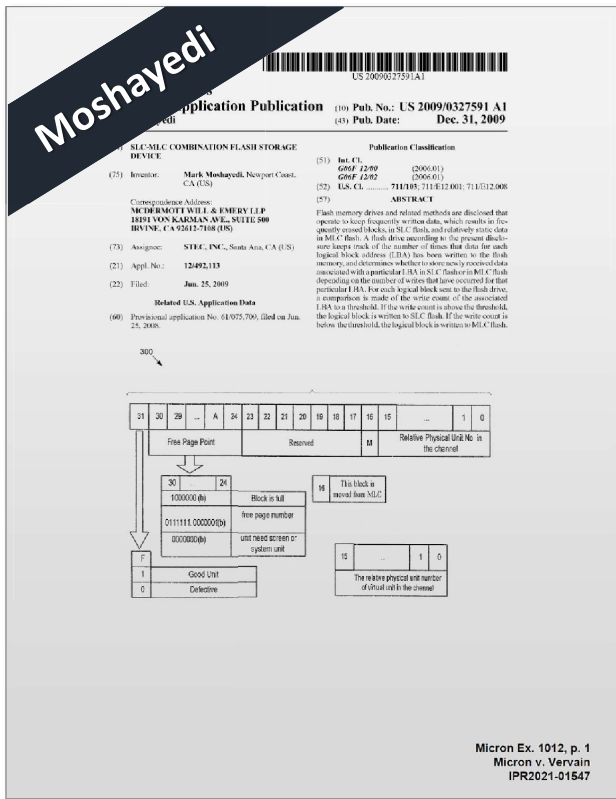 Moshayedi
US 20090327591A1
Application Publication
(10) Pub. No.: US 2009/0327591 A1
(43) Pub. Date: Dec. 31, 2009
SLC-MLC COMBINATION FLASH STORAGE
DEVICE
(75) Inventor: Mark Moshayedi, Newport Coast,
CA (US)
Correspondence Address:
MCDERMOTT WILL & EMERY LLP
18191 VON KARMAN AVE., SUITE 500
IRVINE, CA 92612-7108 (US)
(73) Assignee: STEC, INC., Santa Ana, CA (US)
(21) Appl. No.: 12/492,113
(22) Filed: Jun. 25, 2009
Related U.S. Application Data
(60) Provisional application No. 61/075,709, filed on Jun.
25, 2008.
Publication Classification
(51) Int. Cl.
G06F 12/00 (2006.01)
G06F 12/02 (2006.01)
(52) U.S. Cl. .......... 711/103; 711/E12.001; 711/E12.008
(57) ABSTRACT
Flash memory drives and related methods are disclosed that
operate to keep frequently written data, which results in fre-
quently erased blocks, in SLC flash, and relatively static data
in MLC flash. A flash drive according to the present disclo-
sure keeps track of the number of times that data for each
logical block address (LBA) has been written to the flash
memory, and determines whether to store newly received data
associated with a particular LBA in SLC flash or in MLC flash
depending on the number of writes that have occurred for that
particular LBA. For each logical block sent to the flash drive,
a comparison is made of the write count of the associated
LBA to a threshold. If the write count is above the threshold,
the logical block is written to SLC flash. If the write count is
below the threshold, the logical block is written to MLC flash.
300
31 30 29 ... A 24 23 22 21 20 19 18 17 16 15 ... 1 0
Free Page Point Reserved M Relative Physical Unit No. in
the channel
30 ... 24
1000000 (b) Block is full
0111111..0000001(b) free page number
0000000(b) unit need screen or
system unit
16 This block is
moved from MLC
F
1 Good Unit
0 Defective
15 ... 1 0
The relative physical unit number
of virtual unit in the channel
Micron Ex. 1012, p. 1
Micron v. Vervain
IPR2021-01547